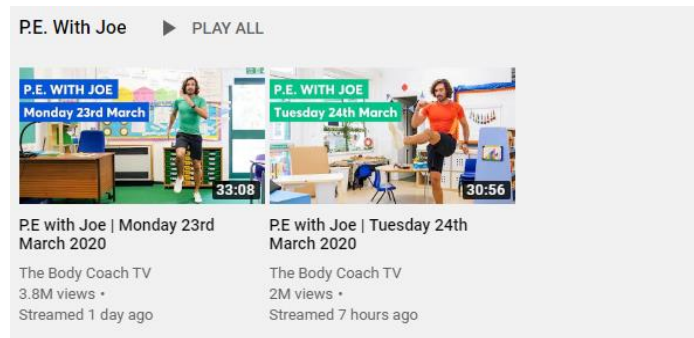 P.E. With Joe
PLAY ALL
P.E. WITH JOE
Monday 23rd March
33:08
P.E. WITH JOE
Tuesday 24th March
30:56
P.E with Joe | Monday 23rd
March 2020
The Body Coach TV
3.8M views •
Streamed 1 day ago
P.E with Joe | Tuesday 24th
March 2020
The Body Coach TV
2M views •
Streamed 7 hours ago